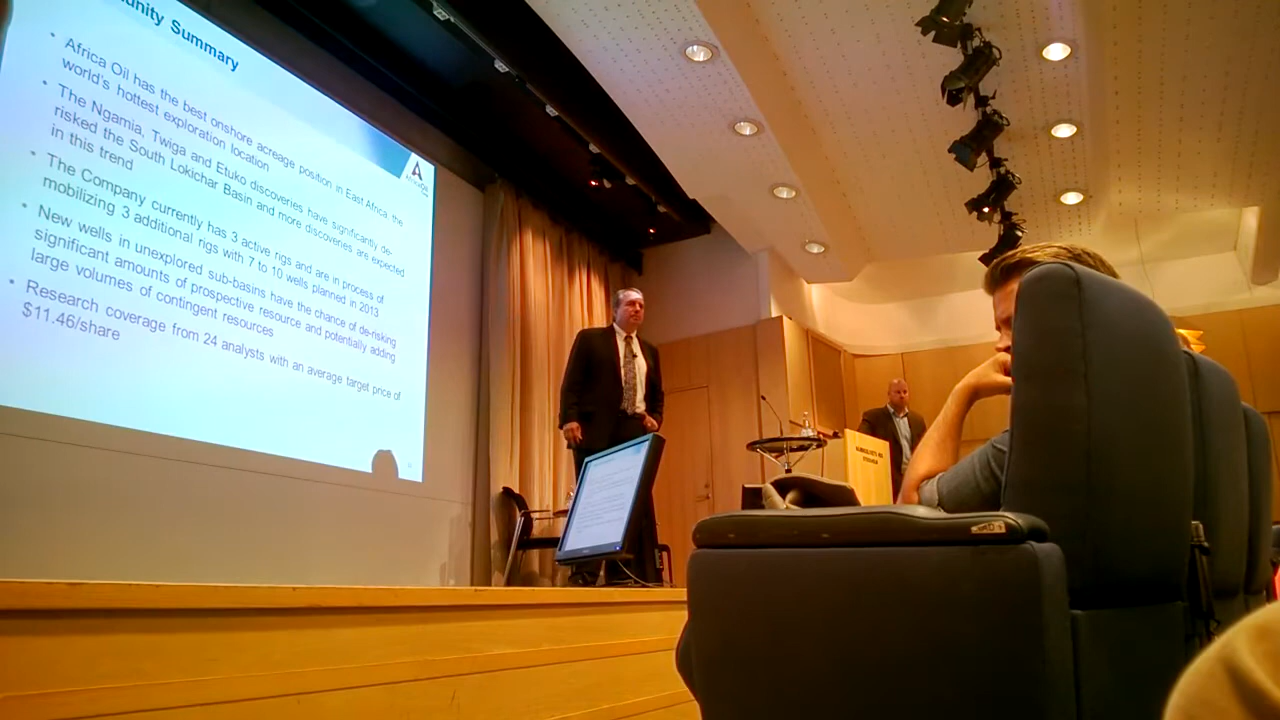 unity Summary
• Africa Oil has the best onshore acreage position in East Africa, the
world's hottest exploration location
• The Ngamia, Twiga and Etuko discoveries have significantly de-
risked the South Lokichar Basin and more discoveries are expected
in this trend
• The Company currently has 3 active rigs and are in process of
mobilizing 3 additional rigs with 7 to 10 wells planned in 2013
• New wells in unexplored sub-basins have the chance of de-risking
significant amounts of prospective resource and potentially adding
large volumes of contingent resources
• Research coverage from 24 analysts with an average target price of
$11.46/share